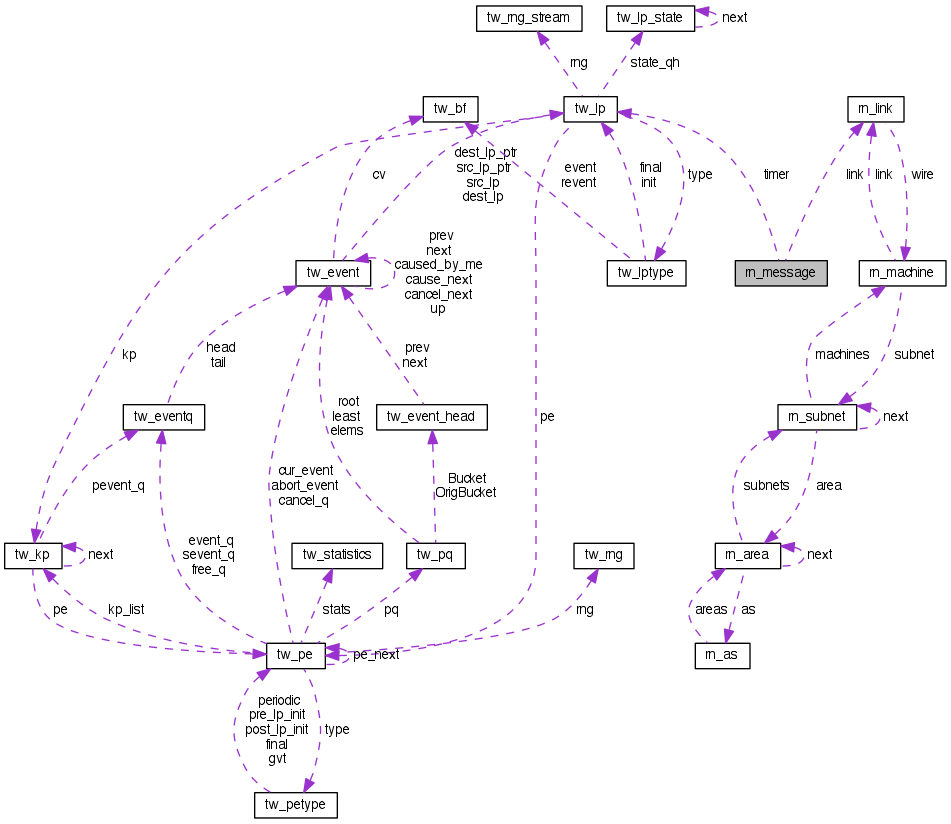 tw_rng_stream
tw_lp_state
next
rng
state_qh
tw_bf
tw_lp
rn_link
cv
dest_lp_ptr
src_lp_ptr
src_lp
dest_lp
event
revent
final
init
type
timer
link
link
wire
prev
next
caused_by_me
cause_next
cancel_next
up
tw_event
tw_lptype
rn_message
rn_machine
kp
head
tail
prev
next
machines
subnet
tw_eventq
root
least
elems
tw_event_head
pe
rn_subnet
next
pevent_q
cur_event
abort_event
cancel_q
Bucket
OrigBucket
subnets
area
tw_kp
next
event_q
sevent_q
free_q
tw_statistics
tw_pq
tw_rng
rn_area
next
pe
kp_list
stats
pq
rng
areas
as
tw_pe
pe_next
rn_as
periodic
pre_lp_init
post_lp_init
final
gvt
type
tw_petype